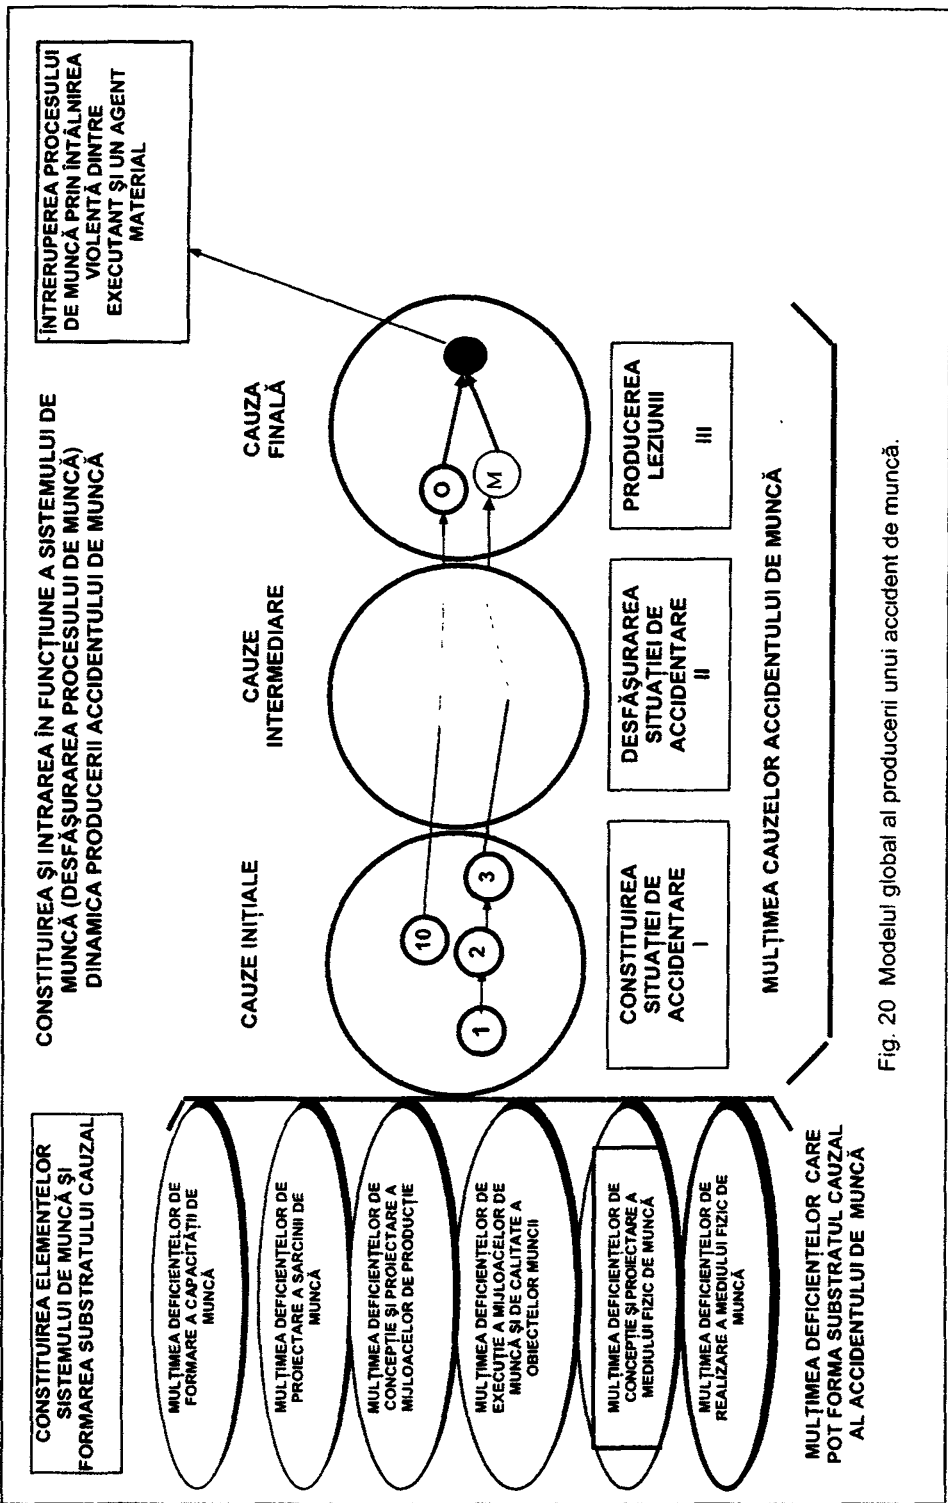 CONSTITUIREA ELEMENTELOR
SISTEMULUI DE MUNCĂ ŞI
FORMAREA SUBSTRATULUI CAUZAL
CONSTITUIREA ŞI INTRAREA ÎN FUNCŢIUNE A SISTEMULUI DE
MUNCĂ (DESFĂŞURAREA PROCESULUI DE MUNCĂ)
DINAMICA PRODUCERII ACCIDENTULUI DE MUNCĂ
ÎNTRERUPEREA PROCESULUI
DE MUNCĂ PRIN ÎNTÂLNIREA
VIOLENTĂ DINTRE
EXECUTANT ŞI UN AGENT
MATERIAL
MULŢIMEA DEFICIENŢELOR DE
FORMARE A CAPACITĂŢII DE
MUNCĂ
MULŢIMEA DEFICIENŢELOR DE
PROIECTARE A SARCINII DE
MUNCĂ
MULŢIMEA DEFICIENŢELOR DE
CONCEPŢIE ŞI PROIECTARE A
MIJLOACELOR DE PRODUCŢIE
MULŢIMEA DEFICIENŢELOR DE
EXECUTIE A MIJLOACELOR DE
MUNCĂ ŞI DE CALITATE A
OBIECTELOR MUNCII
MULŢIMEA DEFICIENŢELOR DE
CONCEPŢIE ŞI PROIECTARE A
MEDIULUI FIZIC DE MUNCĂ
MULŢIMEA DEFICIENŢELOR DE
REALIZARE A MEDIULUI FIZIC DE
MUNCĂ
MULŢIMEA DEFICIENŢELOR CARE
POT FORMA SUBSTRATUL CAUZAL
AL ACCIDENTULUI DE MUNCĂ
CAUZE INIŢIALE
CAUZE
INTERMEDIARE
CAUZA
FINALĂ
10
1
2
3
O
M
CONSTITUIREA
SITUAŢIEI DE
ACCIDENTARE
I
DESFĂŞURAREA
SITUAŢIEI DE
ACCIDENTARE
II
PRODUCEREA
LEZIUNII
III
MULŢIMEA CAUZELOR ACCIDENTULUI DE MUNCĂ
Fig. 20 Modelul global al producerii unui accident de muncă.